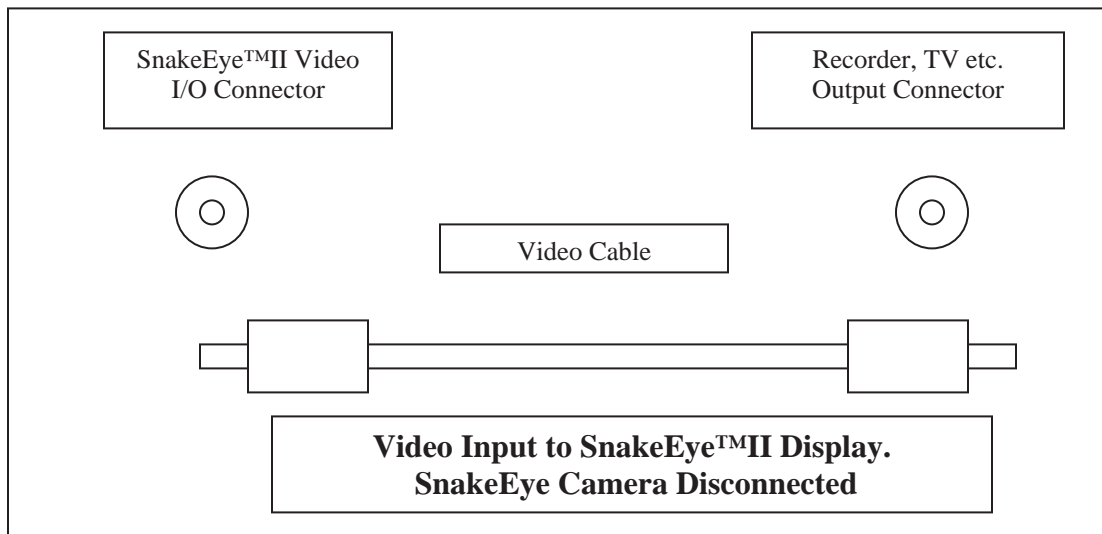 SnakeEye™II Video
I/O Connector
Recorder, TV etc.
Output Connector
Video Cable
Video Input to SnakeEye™II Display.
SnakeEye Camera Disconnected